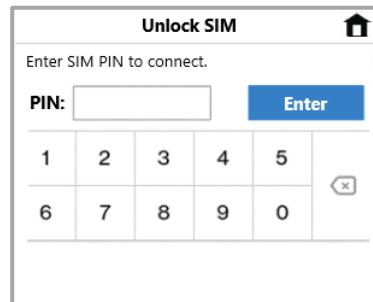 Unlock SIM
Enter SIM PIN to connect.
PIN: Enter
1 2 3 4 5
6 7 8 9 0